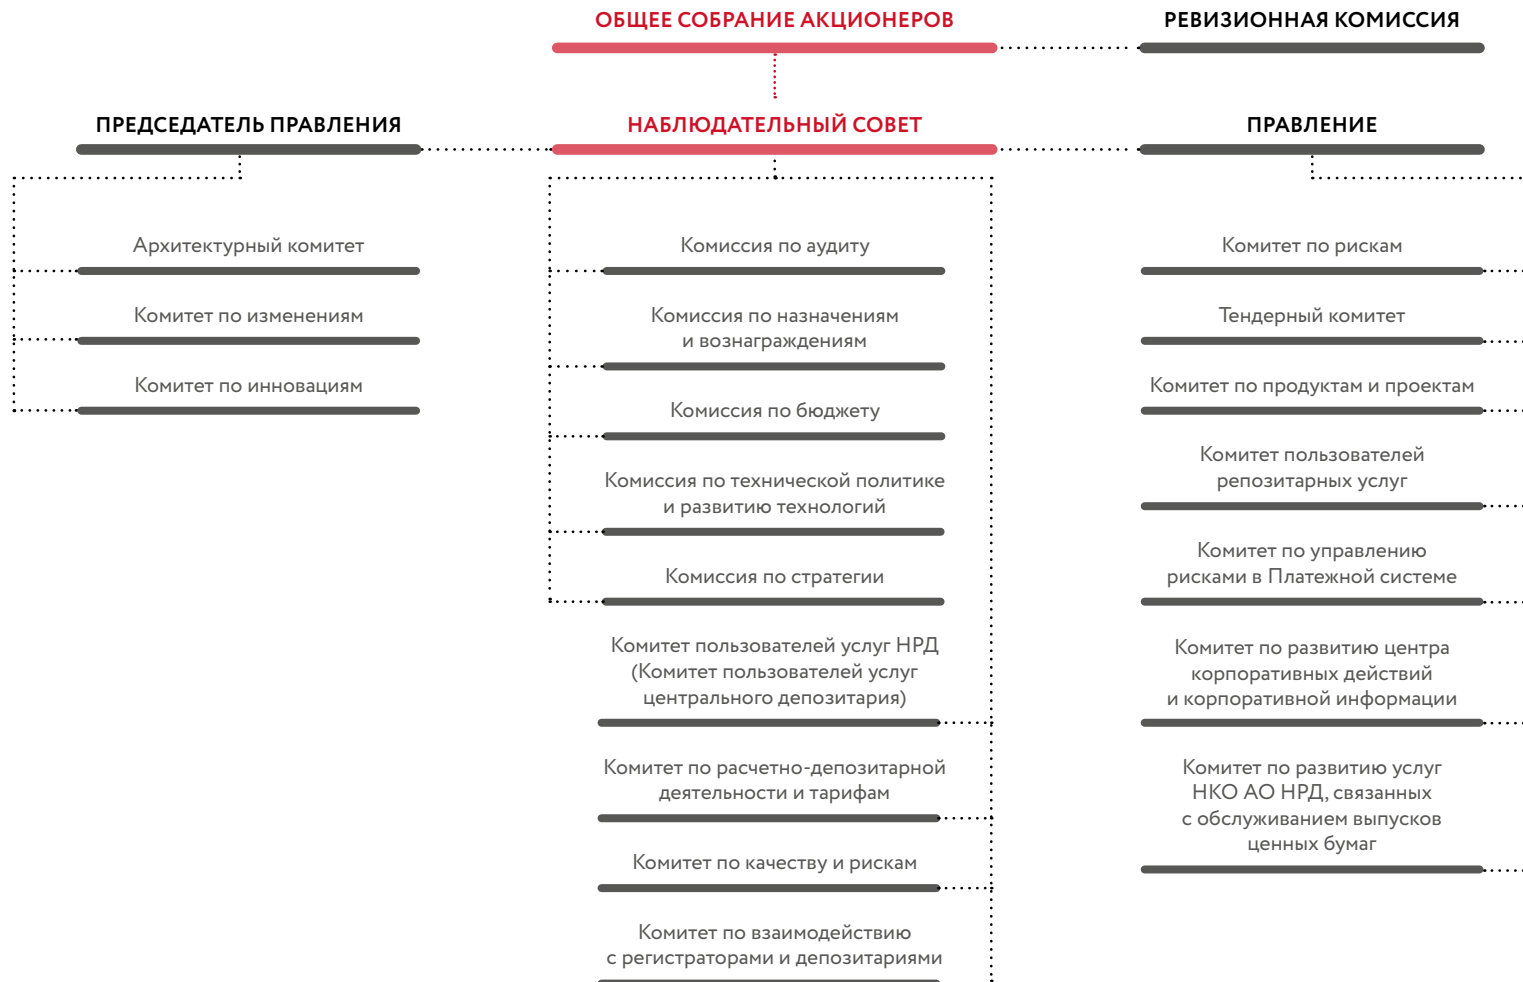 ОБЩЕЕ СОБРАНИЕ АКЦИОНЕРОВ
РЕВИЗИОННАЯ КОМИССИЯ
ПРЕДСЕДАТЕЛЬ ПРАВЛЕНИЯ
НАБЛЮДАТЕЛЬНЫЙ СОВЕТ
ПРАВЛЕНИЕ
Архитектурный комитет
Комитет по изменениям
Комитет по инновациям
Комиссия по аудиту
Комиссия по назначениям
и вознаграждениям
Комиссия по бюджету
Комиссия по технической политике
и развитию технологий
Комиссия по стратегии
Комитет пользователей услуг НРД
(Комитет пользователей услуг
центрального депозитария)
Комитет по расчетно-депозитарной
деятельности и тарифам
Комитет по качеству и рискам
Комитет по взаимодействию
с регистраторами и депозитариями
Комитет по рискам
Тендерный комитет
Комитет по продуктам и проектам
Комитет пользователей
репозитарных услуг
Комитет по управлению
рисками в Платежной системе
Комитет по развитию центра
корпоративных действий
и корпоративной информации
Комитет по развитию услуг
НКО АО НРД, связанных
с обслуживанием выпусков
ценных бумаг